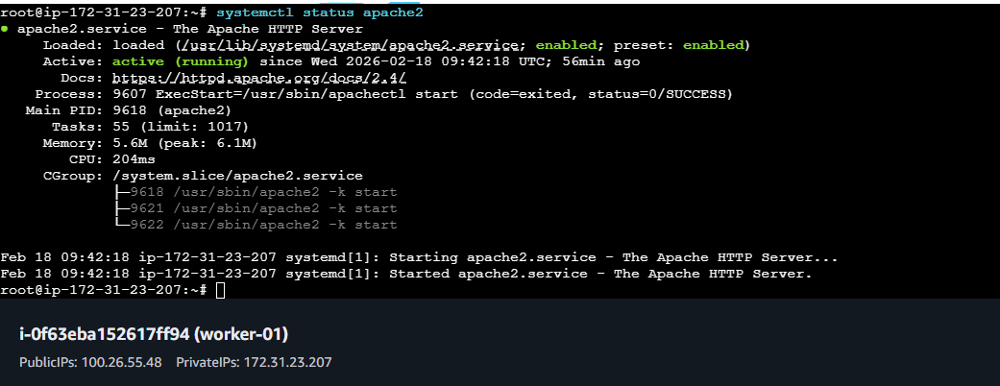 root@ip-172-31-23-207:~# systemctl status apache2
● apache2.service - The Apache HTTP Server
Loaded: loaded (/usr/lib/systemd/system/apache2.service; enabled; preset: enabled)
Active: active (running) since Wed 2026-02-18 09:42:18 UTC; 56min ago
Docs: https://httpd.apache.org/docs/2.4/
Process: 9607 ExecStart=/usr/sbin/apachectl start (code=exited, status=0/SUCCESS)
Main PID: 9618 (apache2)
Tasks: 55 (limit: 1017)
Memory: 5.6M (peak: 6.1M)
CPU: 204ms
CGroup: /system.slice/apache2.service
├─9618 /usr/sbin/apache2 -k start
├─9621 /usr/sbin/apache2 -k start
└─9622 /usr/sbin/apache2 -k start
Feb 18 09:42:18 ip-172-31-23-207 systemd[1]: Starting apache2.service - The Apache HTTP Server...
Feb 18 09:42:18 ip-172-31-23-207 systemd[1]: Started apache2.service - The Apache HTTP Server.
root@ip-172-31-23-207:~#
i-0f63eba152617ff94 (worker-01)
PublicIPs: 100.26.55.48 PrivateIPs: 172.31.23.207